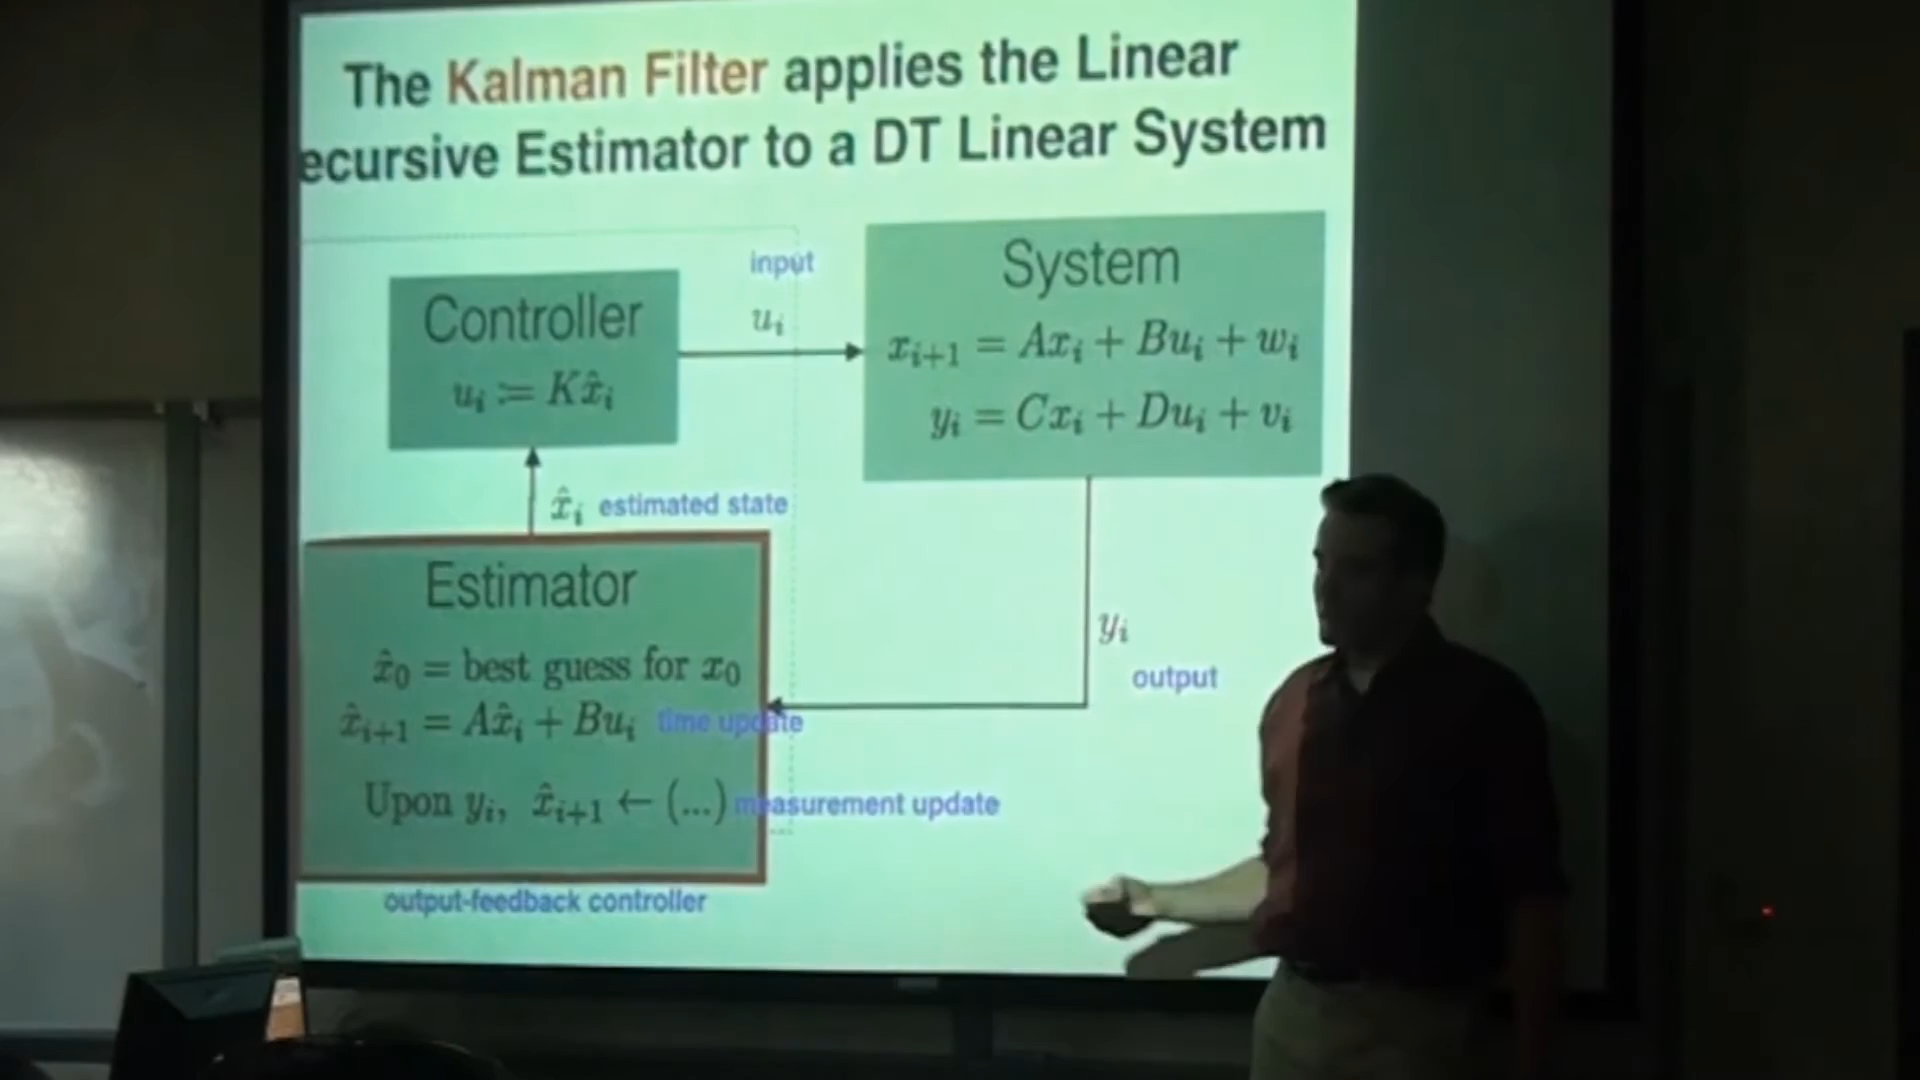 The Kalman Filter applies the Linear
ecursive Estimator to a DT Linear System
input
u_i
Controller
u_i := Kx̂_i
System
x_{i+1} = Ax_i + Bu_i + w_i
y_i = Cx_i + Du_i + v_i
x̂_i estimated state
Estimator
x̂_0 = best guess for x_0
x̂_{i+1} = Ax̂_i + Bu_i time update
Upon y_i, x̂_{i+1} ← (...) measurement update
y_i
output
output-feedback controller